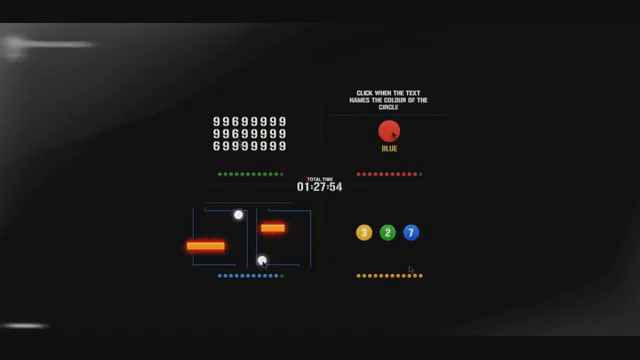 99699999
99699999
69999999
CLICK WHEN THE TEXT
NAMES THE COLOUR OF THE
CIRCLE
BLUE
TOTAL TIME
01:27:54
3 2 7